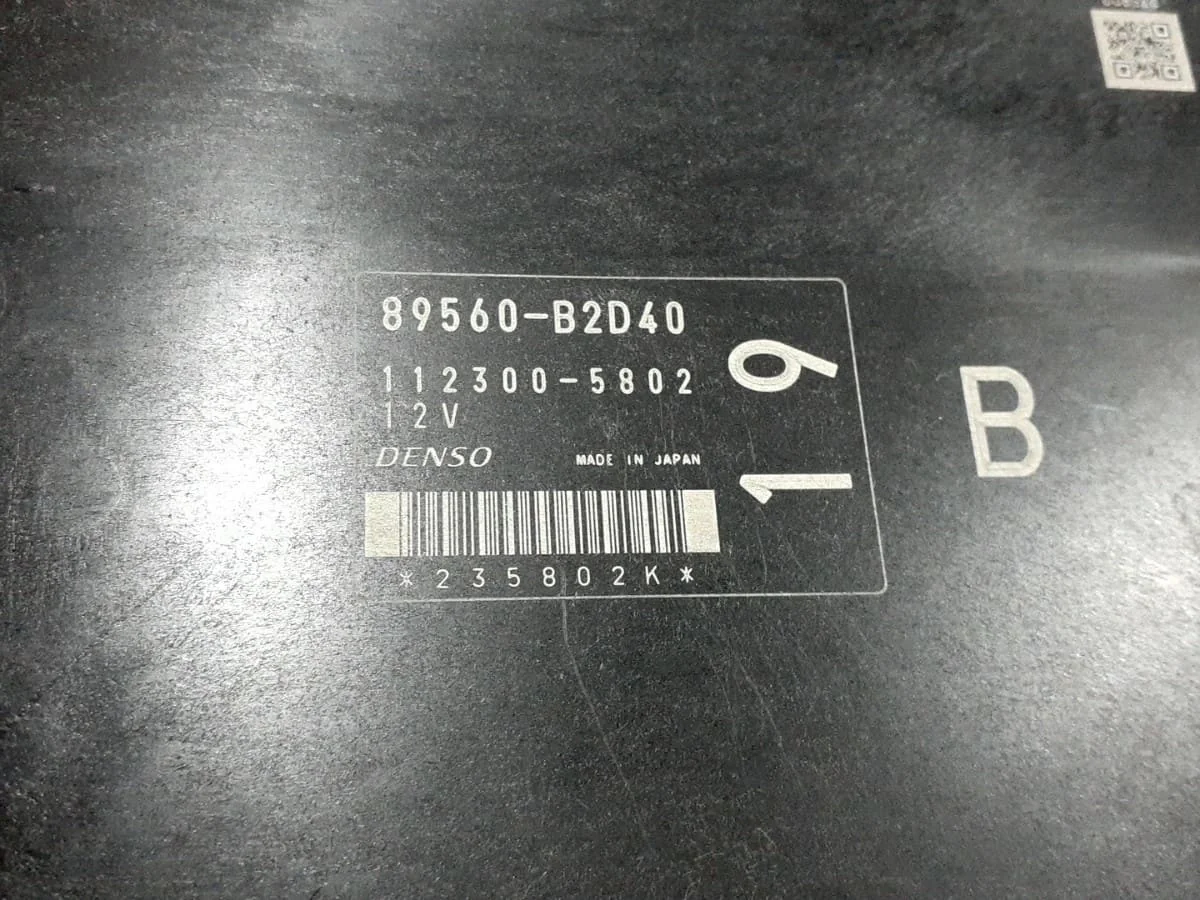 89560-B2D40
112300-5802
12V
DENSO MADE IN JAPAN
*235802K*
19
B